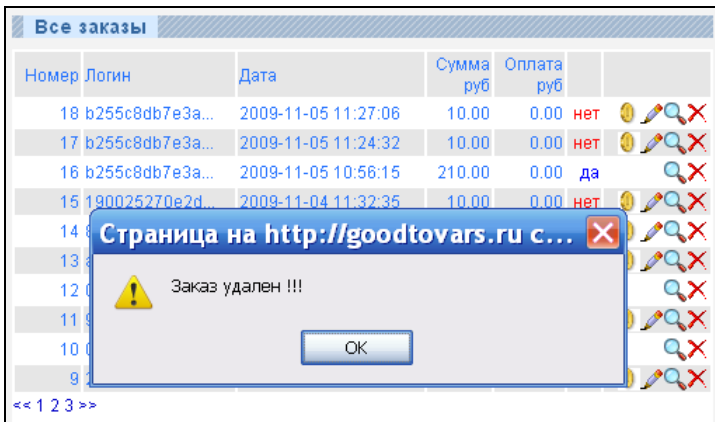 Все заказы
Номер Логин Дата Сумма руб Оплата руб
18 b255c8db7e3a... 2009-11-05 11:27:06 10.00 0.00 нет
17 b255c8db7e3a... 2009-11-05 11:24:32 10.00 0.00 нет
16 b255c8db7e3a... 2009-11-05 10:56:15 210.00 0.00 да
15 190025270e2d... 2009-11-04 11:32:35 10.00 0.00 нет
14
Страница на http://goodtovars.ru с...
13
12
Заказ удален !!!
11
10
OK
9
<< 1 2 3 >>